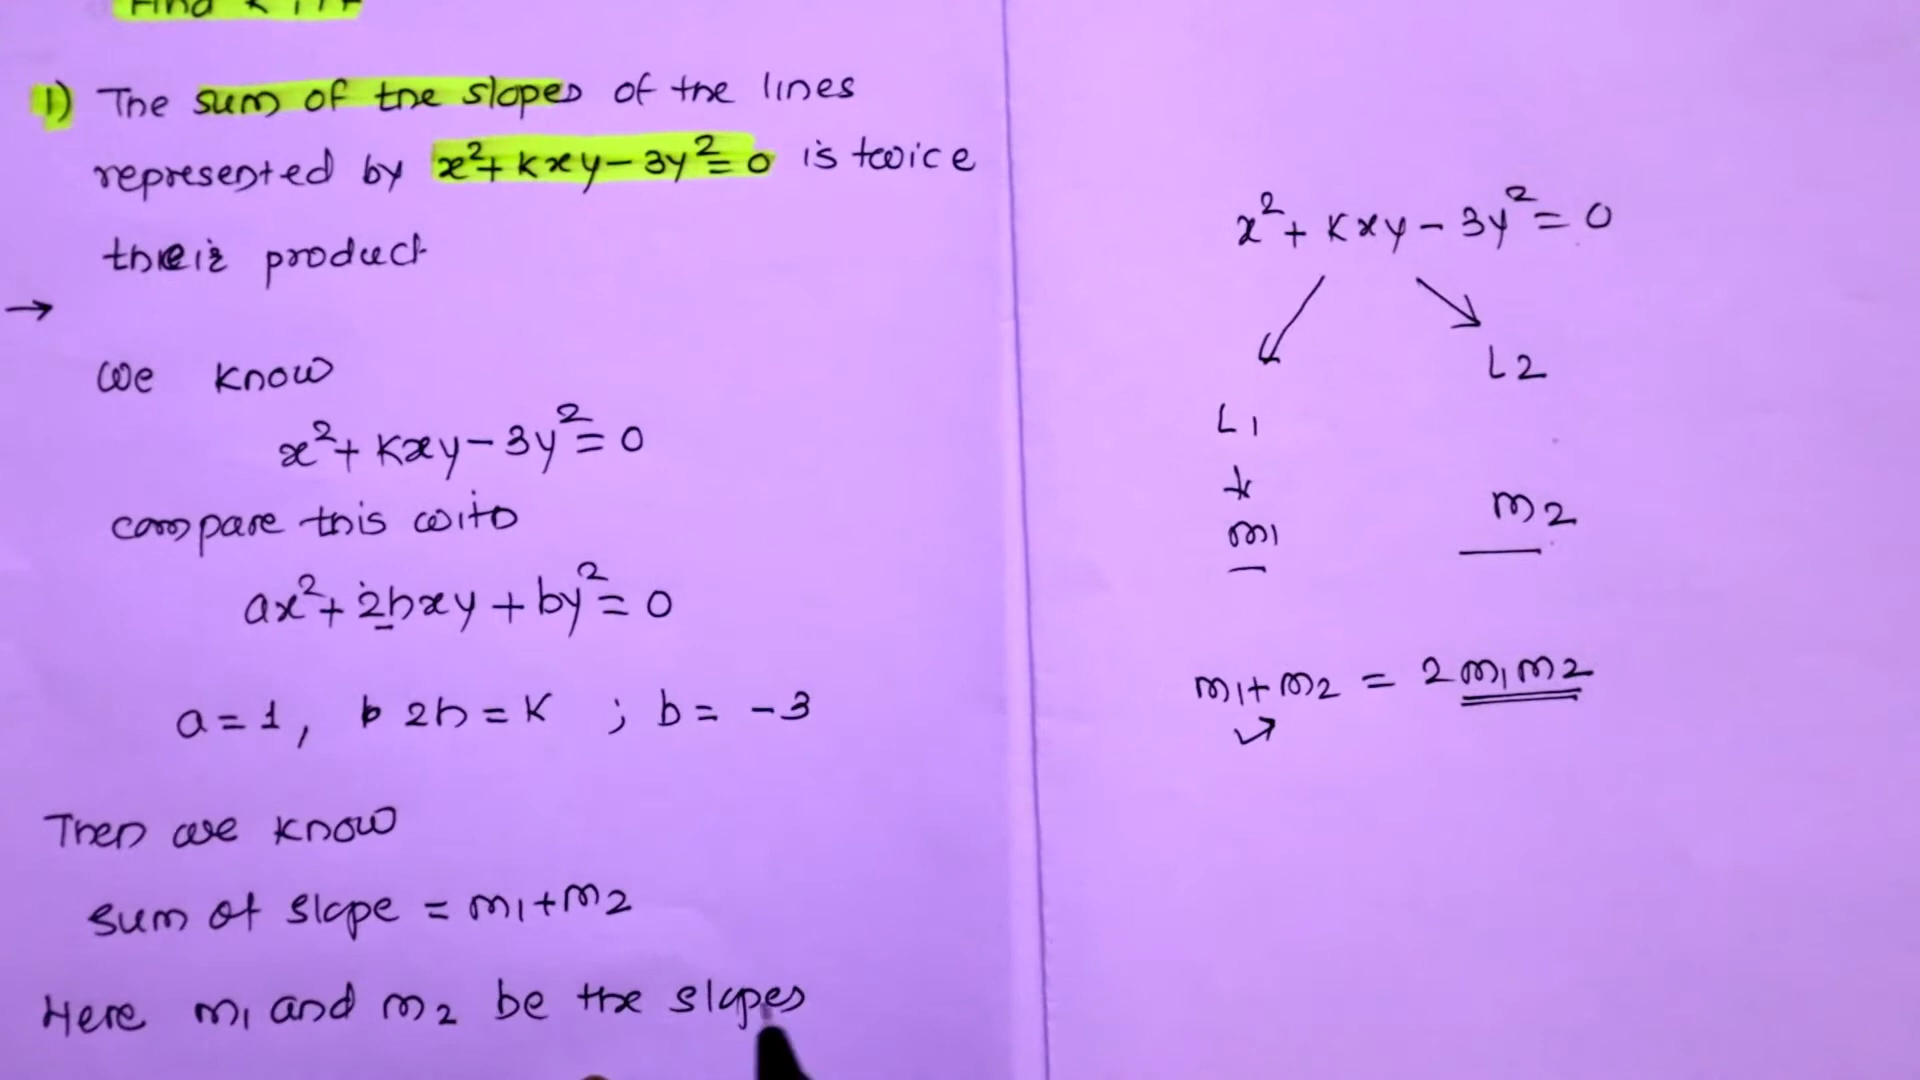 Find K, if
1) The sum of the slopes of the lines
represented by x²+kxy-3y²=0 is twice
their product
→
We know
x²+kxy-3y²=0
compare this with
ax²+2hxy+by²=0
a=1, 2h=K ; b= -3
Then we know
sum of slope = m1+m2
Here m1 and m2 be the slopes
x²+Kxy-3y²=0
L1 L2
m1 m2
m1+m2 = 2m1m2